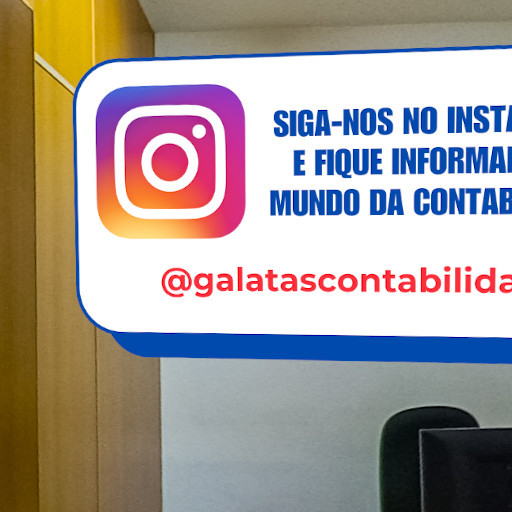 SIGA-NOS NO INSTA
E FIQUE INFORMA
MUNDO DA CONTAB
@galatascontabilida